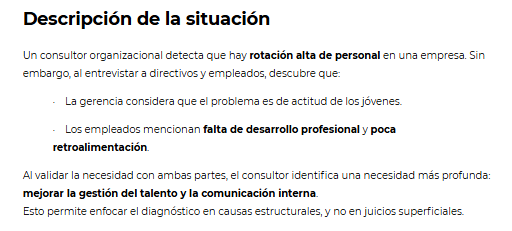 Descripción de la situación
Un consultor organizacional detecta que hay rotación alta de personal en una empresa. Sin
embargo, al entrevistar a directivos y empleados, descubre que:
· La gerencia considera que el problema es de actitud de los jóvenes.
· Los empleados mencionan falta de desarrollo profesional y poca
retroalimentación.
Al validar la necesidad con ambas partes, el consultor identifica una necesidad más profunda:
mejorar la gestión del talento y la comunicación interna.
Esto permite enfocar el diagnóstico en causas estructurales, y no en juicios superficiales.